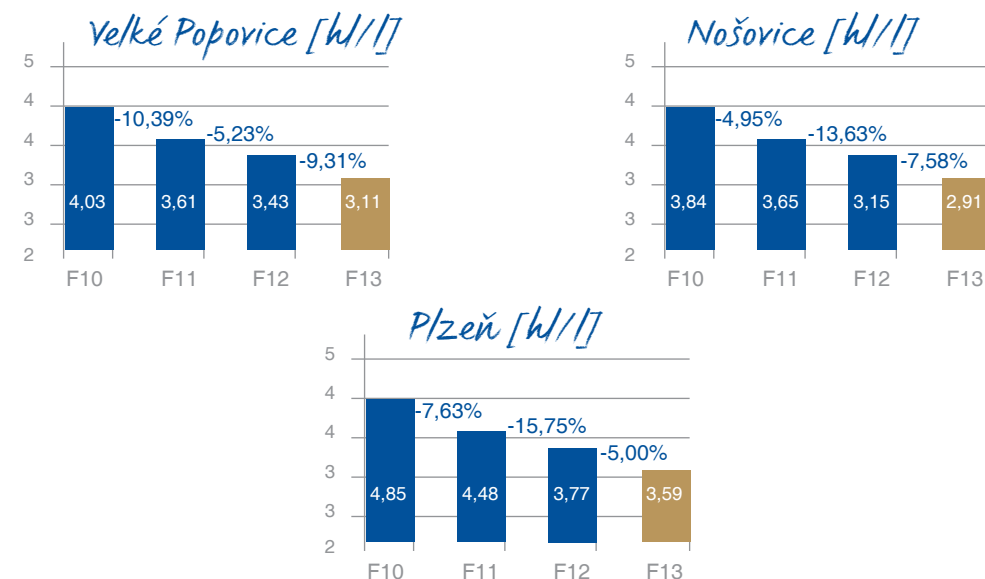 Velké Popovice [hl/l]
5
4
4
3
3
2
-10,39%
-5,23%
-9,31%
4,03
3,61
3,43
3,11
F10
F11
F12
F13
Nošovice [hl/l]
5
4
4
3
3
2
-4,95%
-13,63%
-7,58%
3,84
3,65
3,15
2,91
F10
F11
F12
F13
Plzeň [hl/l]
5
4
4
3
3
2
-7,63%
-15,75%
-5,00%
4,85
4,48
3,77
3,59
F10
F11
F12
F13